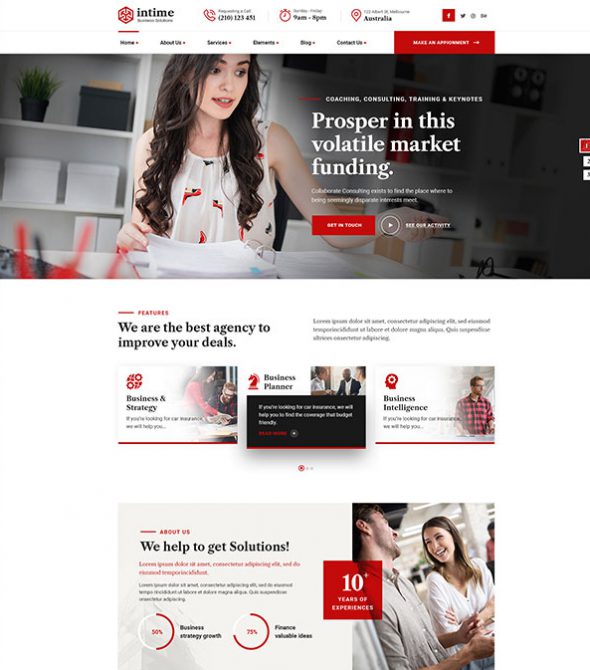 intime
Business Solutions
Requesting a Call:
(210) 123 451
Sunday - Friday:
9am - 8pm
122 Albert St, Melbourne
Australia
Home
About Us
Services
Elements
Blog
Contact Us
MAKE AN APPIONMENT
COACHING, CONSULTING, TRAINING & KEYNOTES
Prosper in this
volatile market
funding.
Collaborate Consulting exists to find the place where to
being seemingly disparate interests meet.
GET IN TOUCH
SEE OUR ACTIVITY
1
2
3
FEATURES
We are the best agency to
improve your deals.
Lorem ipsum dolor sit amet, consectetur adipiscing elit, sed eiusmod
temporincididunt ut labore et dolore magna aliqua. Quis suspendisse
ultrices onsectetur adipiscing.
Business &
Strategy
If you're looking for car insurance,
we will help you...
Business
Planner
If you're looking for car insurance, we will
help you to find the coverage that budget
friendly.
READ MORE
Business
Intelligence
If you're looking for car insurance,
we will help you...
ABOUT US
We help to get Solutions!
Lorem ipsum dolor sit amet, consectetur adipiscing elit, sed do
eiusmod temporincididunt.
Lorem ipsum dolor sit amet, consectetur adipiscing elit, sed do eiusmod
temporincididunt ut labore et dolore magna aliqua. Quis suspendisse ultrices
onsectetur adipiscing.
50%
Business
strategy growth
75%
Finance
valuable ideas
10+
YEARS OF
EXPERIENCES